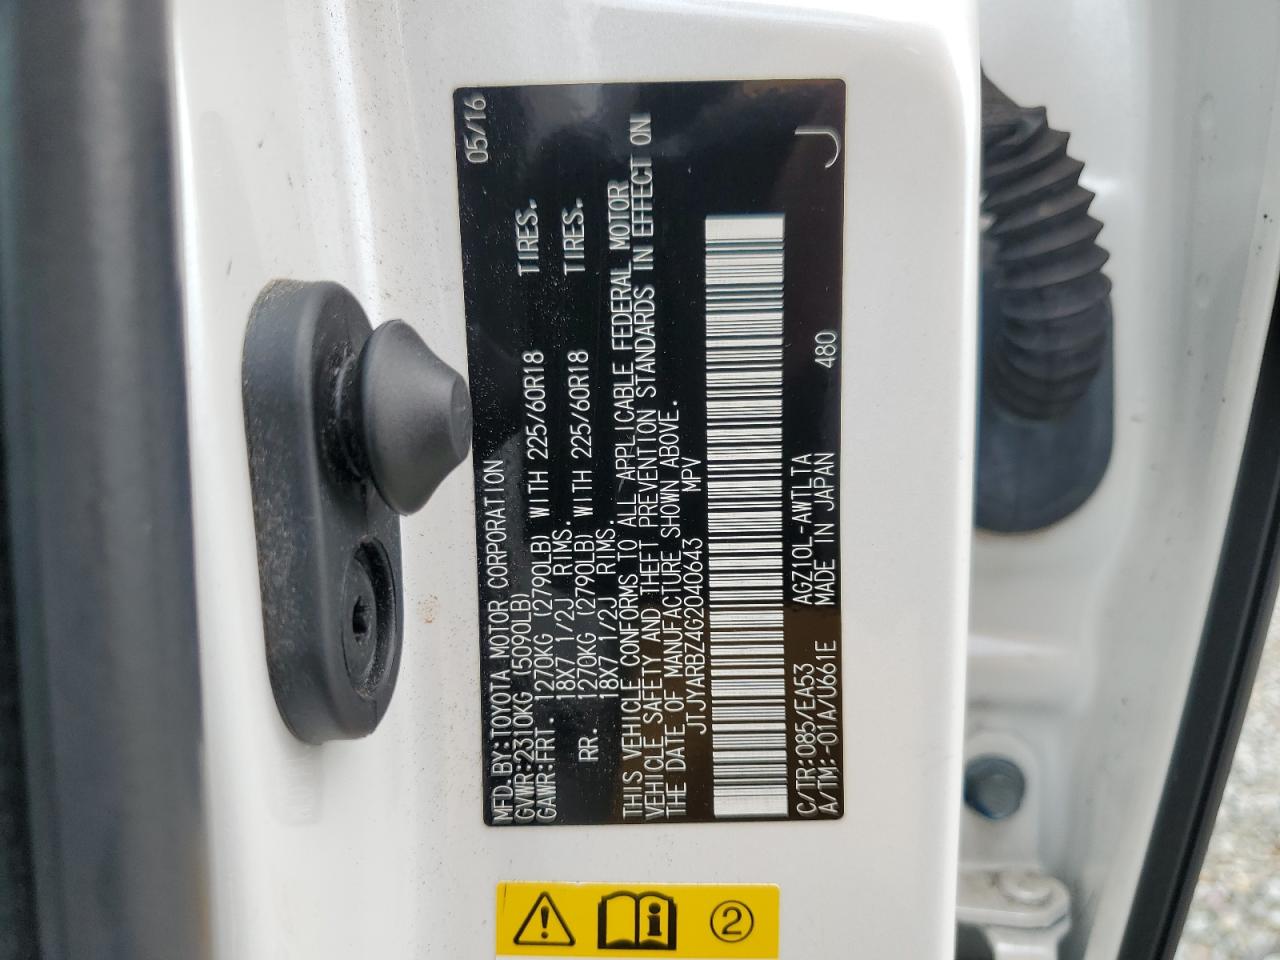 MFD.BY:TOYOTA MOTOR CORPORATION 05/16
GVWR:2310KG (5090LB)
GAWR:FRT. 1270KG (2790LB) WITH 225/60R18 TIRES.
18X7 1/2J RIMS.
RR. 1270KG (2790LB) WITH 225/60R18 TIRES.
18X7 1/2J RIMS.
THIS VEHICLE CONFORMS TO ALL APPLICABLE FEDERAL MOTOR
VEHICLE SAFETY AND THEFT PREVENTION STANDARDS IN EFFECT ON
THE DATE OF MANUFACTURE SHOWN ABOVE.
JTJYARBZ4G2040643 MPV
C/TR:085/EA53 AGZ10L-AWTLTA J
A/TM:-01A/U661E MADE IN JAPAN 480
! i 2